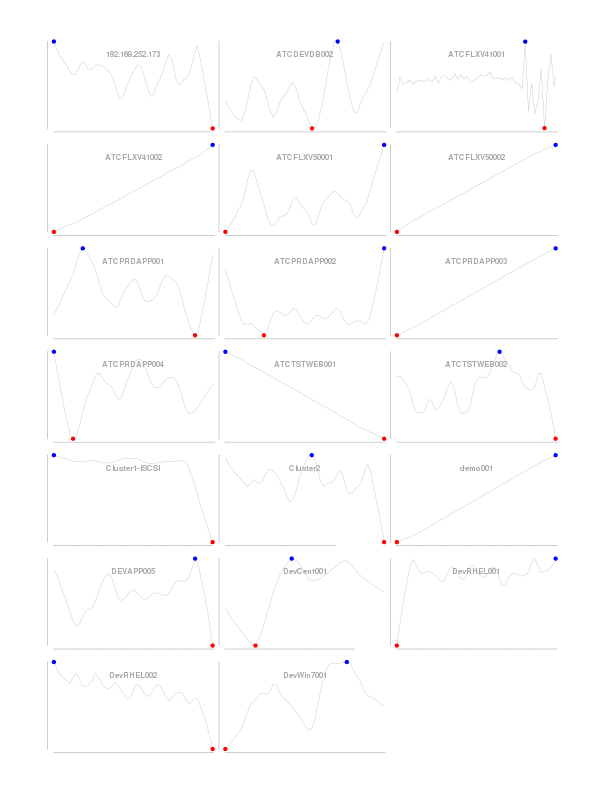 192.168.252.173
ATCDEVDB002
ATCFLXV41001
ATCFLXV41002
ATCFLXV50001
ATCFLXV50002
ATCPRDAPP001
ATCPRDAPP002
ATCPRDAPP003
ATCPRDAPP004
ATCTSTWEB001
ATCTSTWEB002
Cluster1-iSCSI
Cluster2
demo001
DEVAPP005
DevCent001
DevRHEL001
DevRHEL002
DevWin7001